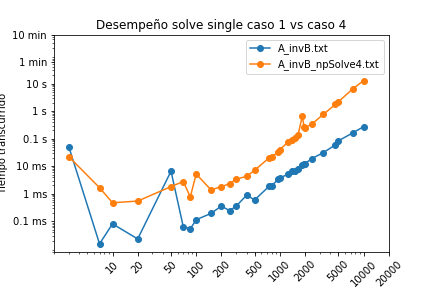 Desempeño solve single caso 1 vs caso 4
10 min
1 min
10 s
1 s
0.1 s
10 ms
1 ms
0.1 ms
Tiempo transcurrido
A_invB.txt
A_invB_npSolve4.txt
10
20
50
100
200
500
1000
2000
5000
10000
20000